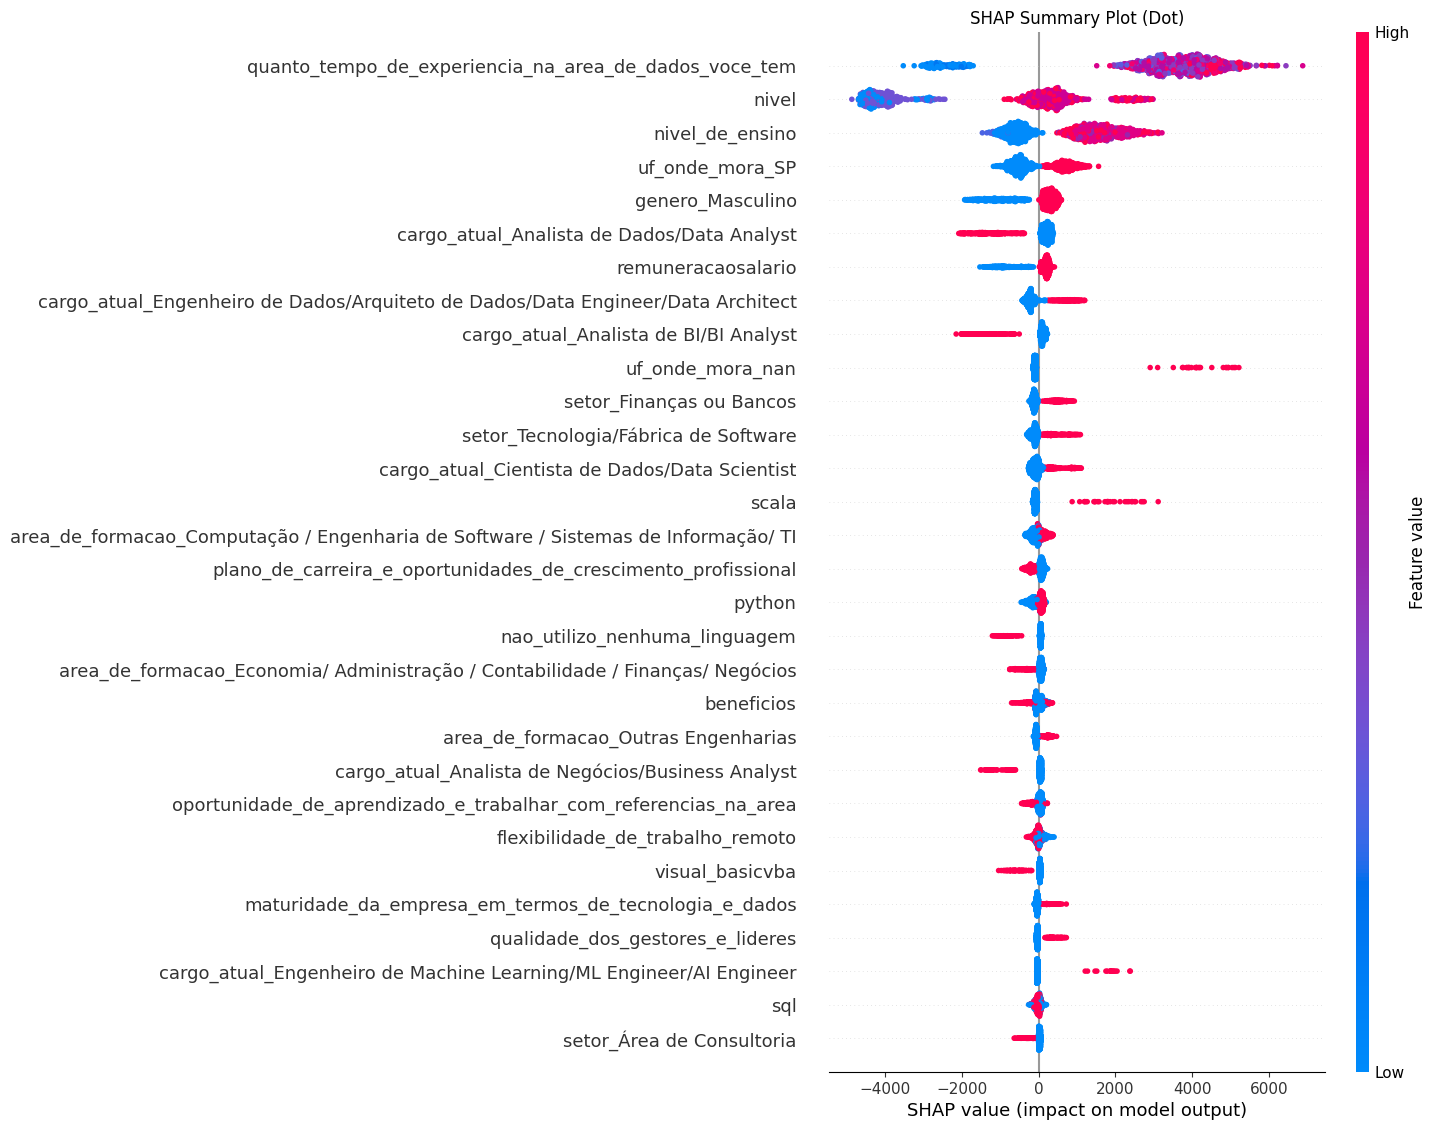 SHAP Summary Plot (Dot)
High
quanto_tempo_de_experiencia_na_area_de_dados_voce_tem
nivel
nivel_de_ensino
uf_onde_mora_SP
genero_Masculino
cargo_atual_Analista de Dados/Data Analyst
remuneracaosalario
cargo_atual_Engenheiro de Dados/Arquiteto de Dados/Data Engineer/Data Architect
cargo_atual_Analista de BI/BI Analyst
uf_onde_mora_nan
setor_Finanças ou Bancos
setor_Tecnologia/Fábrica de Software
cargo_atual_Cientista de Dados/Data Scientist
scala
area_de_formacao_Computação / Engenharia de Software / Sistemas de Informação/ TI
plano_de_carreira_e_oportunidades_de_crescimento_profissional
python
nao_utilizo_nenhuma_linguagem
area_de_formacao_Economia/ Administração / Contabilidade / Finanças/ Negócios
beneficios
area_de_formacao_Outras Engenharias
cargo_atual_Analista de Negócios/Business Analyst
oportunidade_de_aprendizado_e_trabalhar_com_referencias_na_area
flexibilidade_de_trabalho_remoto
visual_basicvba
maturidade_da_empresa_em_termos_de_tecnologia_e_dados
qualidade_dos_gestores_e_lideres
cargo_atual_Engenheiro de Machine Learning/ML Engineer/AI Engineer
sql
setor_Área de Consultoria
Feature value
Low
−4000 −2000 0 2000 4000 6000
SHAP value (impact on model output)